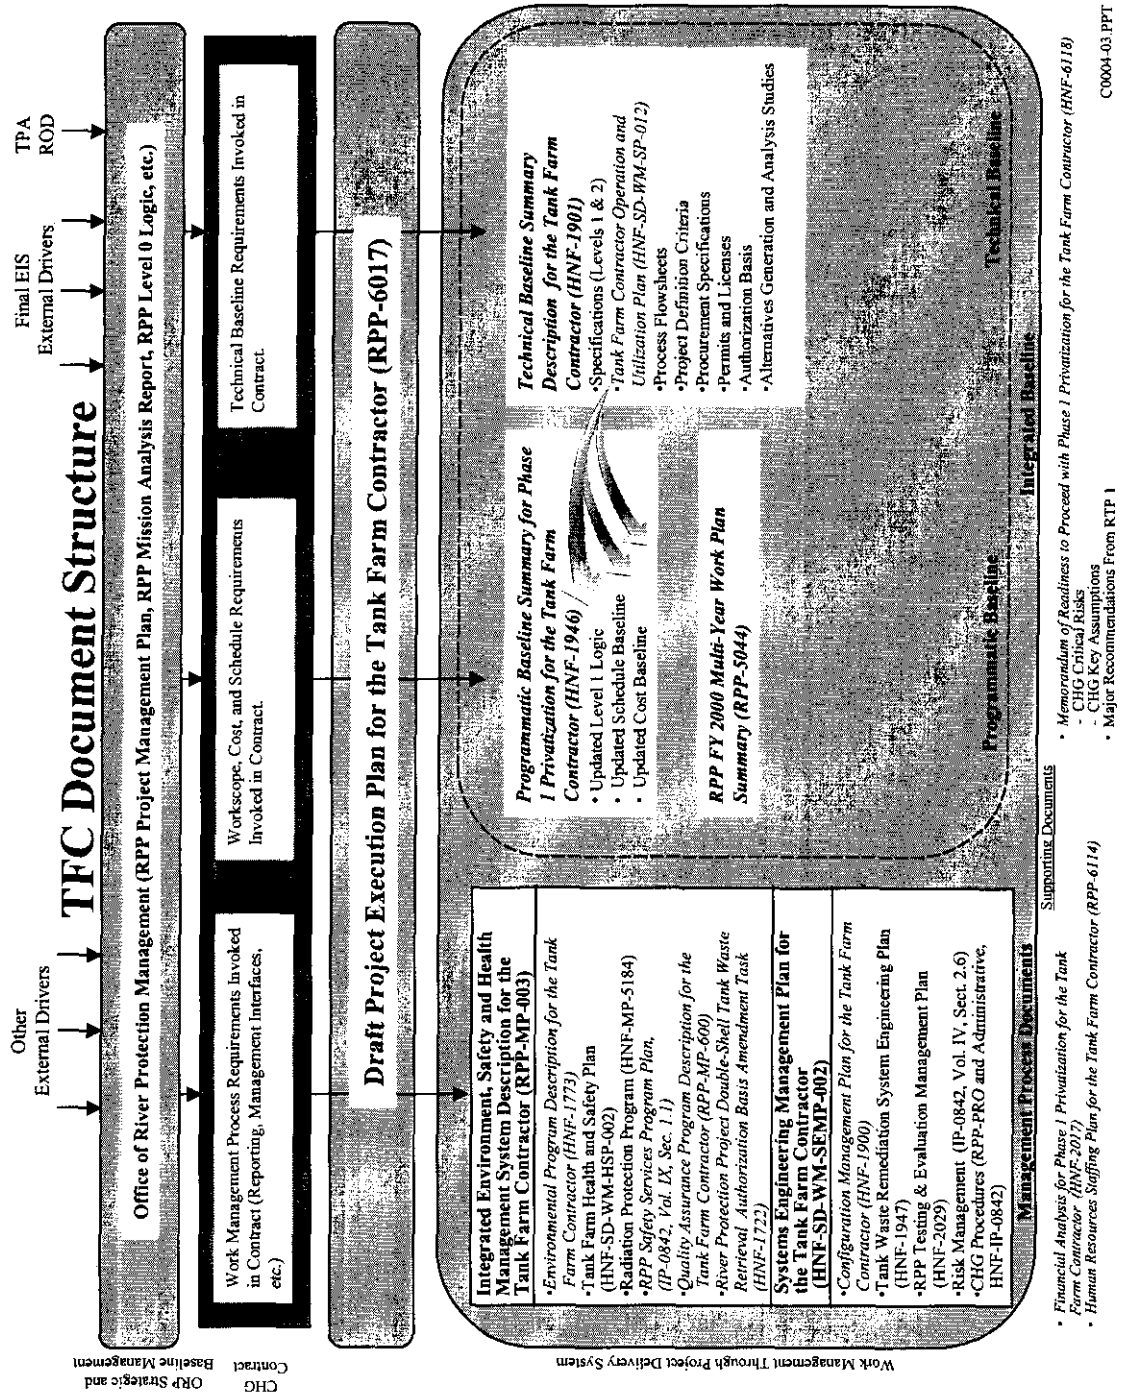 TFC Document Structure
Other
External Drivers
Final EIS
External Drivers
TPA
ROD
ORP Strategic and
Baseline Management
Office of River Protection Management (RPP Project Management Plan, RPP Mission Analysis Report, RPP Level 0 Logic, etc.)
CHG
Contract
Work Management Process Requirements Invoked
in Contract (Reporting, Management Interfaces,
etc.)
Workscope, Cost, and Schedule Requirements
Invoked in Contract.
Technical Baseline Requirements Invoked in
Contract.
Draft Project Execution Plan for the Tank Farm Contractor (RPP-6017)
Work Management Through Project Delivery System
Integrated Environment, Safety and Health
Management System Description for the
Tank Farm Contractor (RPP-MP-003)
•Environmental Program Description for the Tank
Farm Contractor (HNF-1773)
•Tank Farm Health and Safety Plan
(HNF-SD-WM-HSP-002)
•Radiation Protection Program (HNF-MP-5184)
•RPP Safety Services Program Plan,
(IP-0842, Vol. IX, Sec. 1.1)
•Quality Assurance Program Description for the
Tank Farm Contractor (RPP-MP-600)
•River Protection Project Double-Shell Tank Waste
Retrieval Authorization Basis Amendment Task
(HNF-1722)
Systems Engineering Management Plan for
the Tank Farm Contractor
(HNF-SD-WM-SEMP-002)
•Configuration Management Plan for the Tank Farm
Contractor (HNF-1900)
•Tank Waste Remediation System Engineering Plan
(HNF-1947)
•RPP Testing & Evaluation Management Plan
(HNF-2029)
•Risk Management (IP-0842, Vol. IV, Sect. 2.6)
•CHG Procedures (RPP-PRO and Administrative,
HNF-IP-0842)
Management Process Documents
Programmatic Baseline Summary for Phase
1 Privatization for the Tank Farm
Contractor (HNF-1946)
• Updated Level 1 Logic
• Updated Schedule Baseline
• Updated Cost Baseline
RPP FY 2000 Multi-Year Work Plan
Summary (RPP-5044)
Programmatic Baseline
Technical Baseline Summary
Description for the Tank Farm
Contractor (HNF-1901)
•Specifications (Levels 1 & 2)
•Tank Farm Contractor Operation and
Utilization Plan (HNF-SD-WM-SP-012)
•Process Flowsheets
•Project Definition Criteria
•Procurement Specifications
•Permits and Licenses
•Authorization Basis
•Alternatives Generation and Analysis Studies
Technical Baseline
Integrated Baseline
Supporting Documents
• Financial Analysis for Phase 1 Privatization for the Tank
Farm Contractor (HNF-2017)
• Human Resources Staffing Plan for the Tank Farm Contractor (RPP-6114)
• Memorandum of Readiness to Proceed with Phase 1 Privatization for the Tank Farm Contractor (HNF-6118)
- CHG Critical Risks
- CHG Key Assumptions
• Major Recommendations From RTP 1
C0004-03.PPT